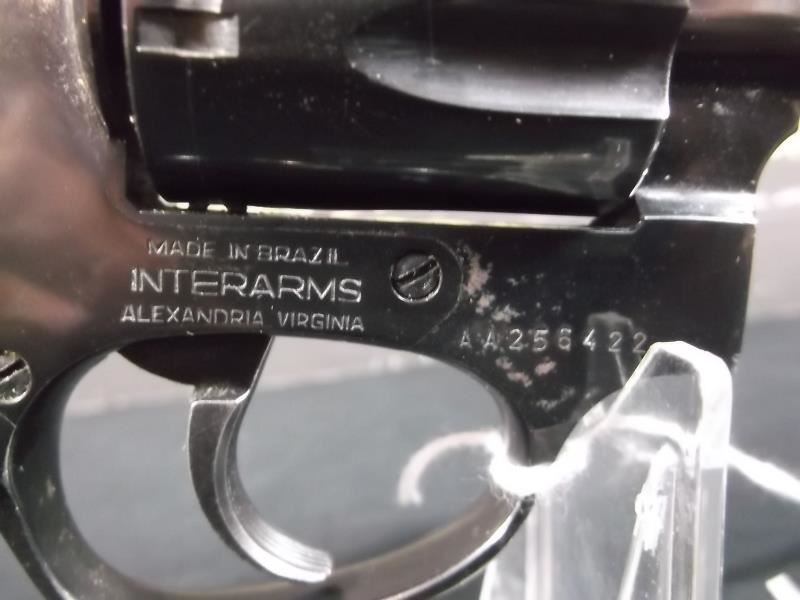 MADE IN BRAZIL
INTERARMS
ALEXANDRIA, VIRGINIA
AA256422